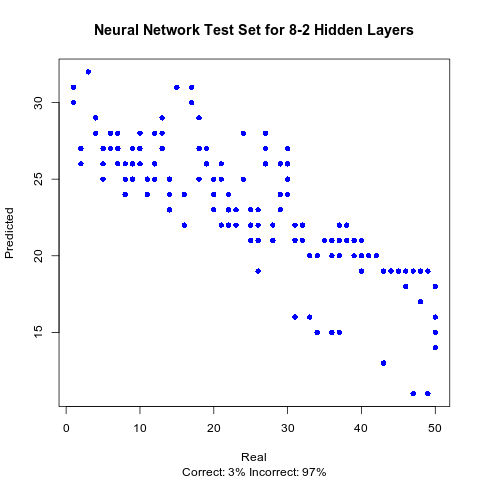 Neural Network Test Set for 8-2 Hidden Layers
Predicted
30
25
20
15
0 10 20 30 40 50
Real
Correct: 3% Incorrect: 97%